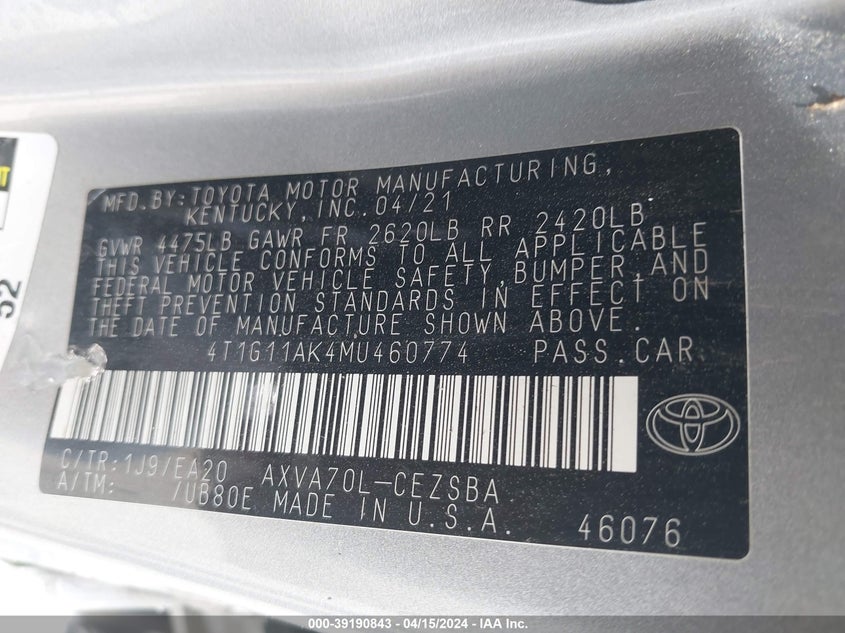 52
MFD.BY:TOYOTA MOTOR MANUFACTURING,
KENTUCKY,INC.04/21
GVWR 4475LB GAWR FR 2620LB RR 2420LB
THIS VEHICLE CONFORMS TO ALL APPLICABLE
FEDERAL MOTOR VEHICLE SAFETY,BUMPER,AND
THEFT PREVENTION STANDARDS IN EFFECT ON
THE DATE OF MANUFACTURE SHOWN ABOVE.
4T1G11AK4MU460774 PASS.CAR
C/TR:1J9/EA20 AXVA70L-CEZSBA
A/TM: /UB80E MADE IN U.S.A. 46076
000-39190843 - 04/15/2024 - IAA Inc.